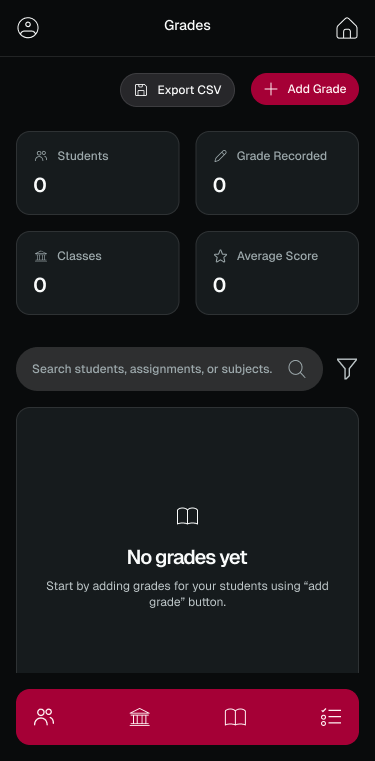 Grades
Export CSV
Add Grade
Students
0
Grade Recorded
0
Classes
0
Average Score
0
Search students, assignments, or subjects.
No grades yet
Start by adding grades for your students using “add
grade” button.